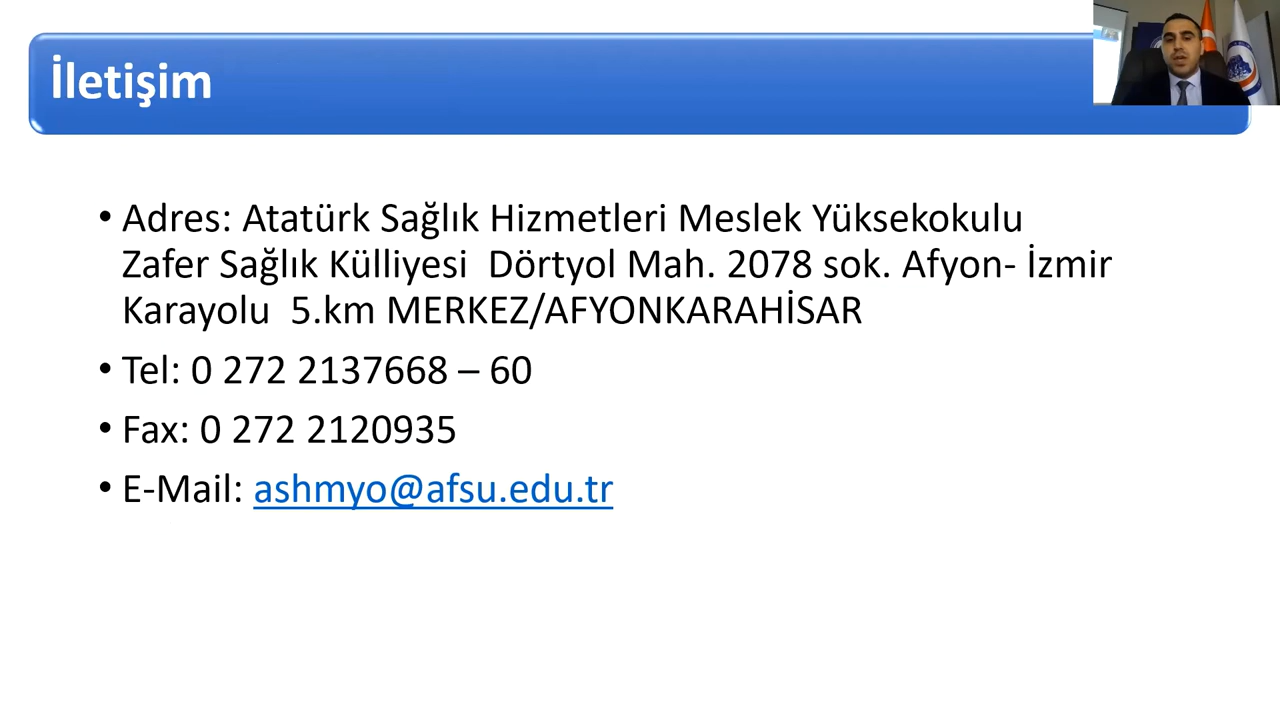 İletişim
• Adres: Atatürk Sağlık Hizmetleri Meslek Yüksekokulu
Zafer Sağlık Külliyesi  Dörtyol Mah. 2078 sok. Afyon- İzmir
Karayolu  5.km MERKEZ/AFYONKARAHİSAR
• Tel: 0 272 2137668 – 60
• Fax: 0 272 2120935
• E-Mail: ashmyo@afsu.edu.tr